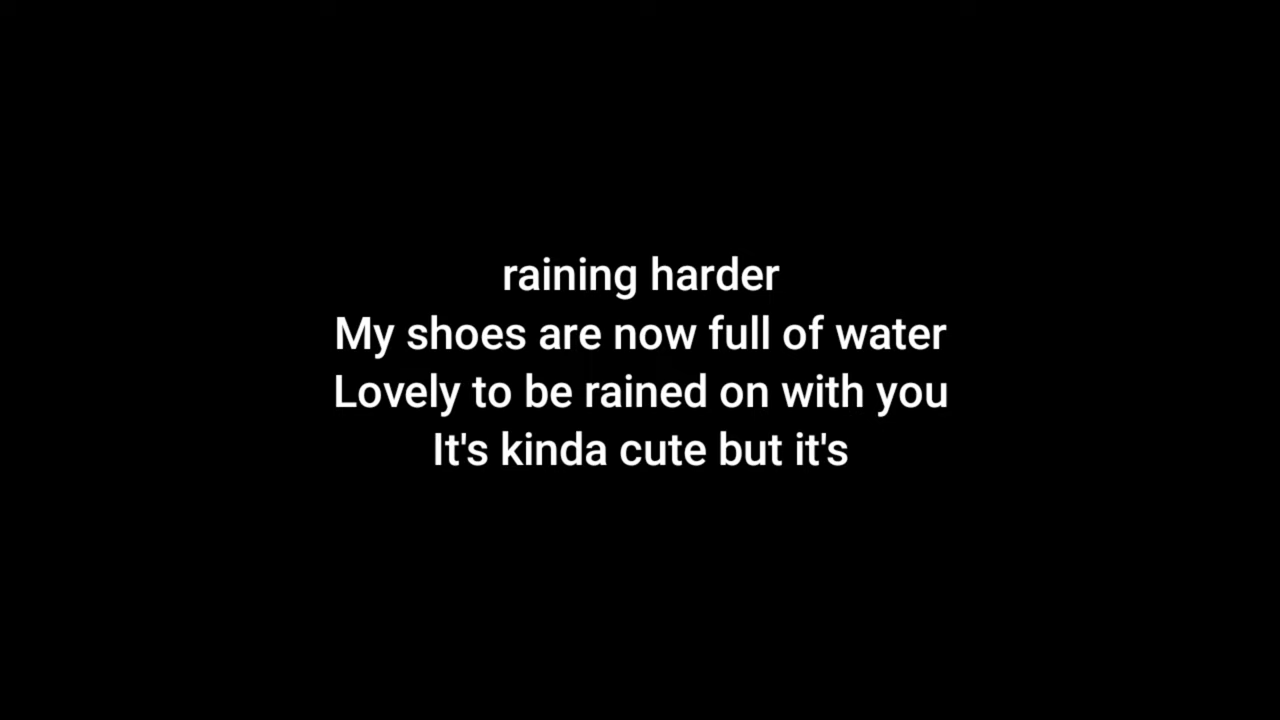 raining harder
My shoes are now full of water
Lovely to be rained on with you
It's kinda cute but it's